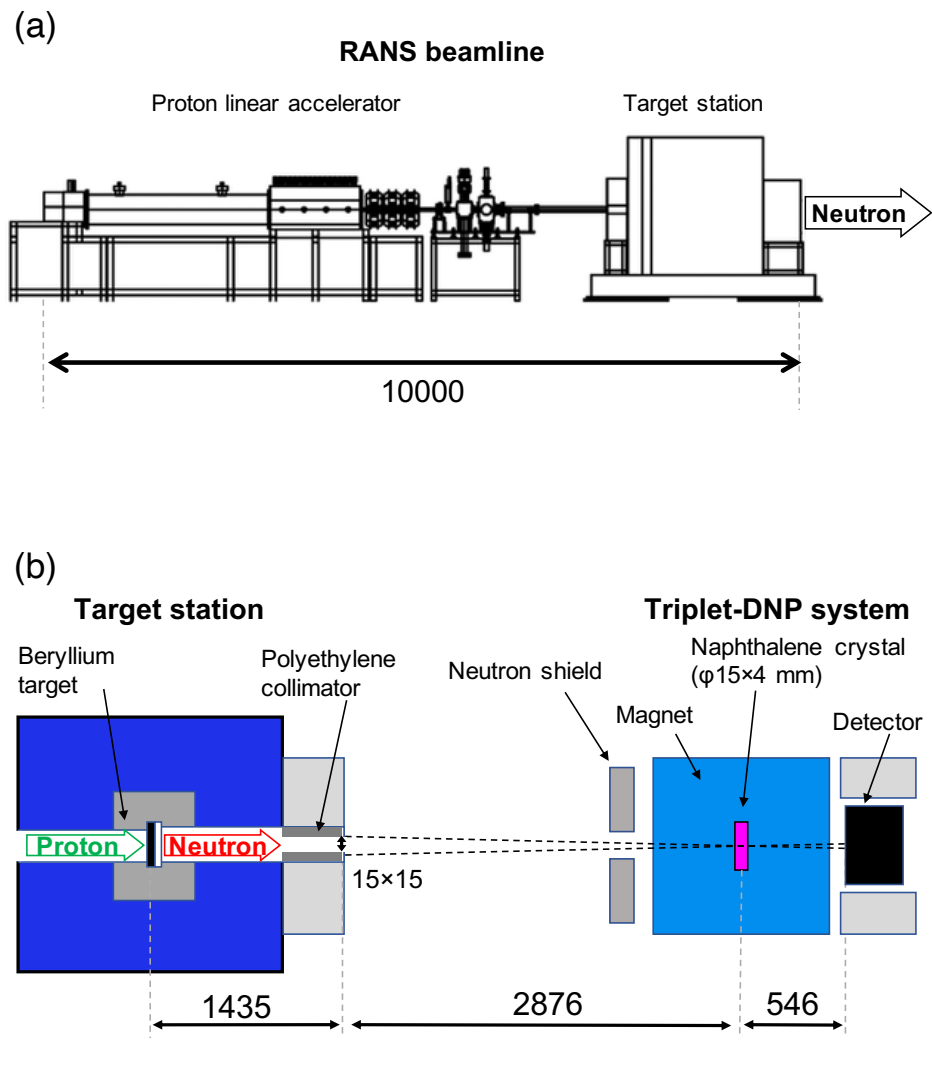 (a)
RANS beamline
Proton linear accelerator
Target station
Neutron
10000
(b)
Target station
Triplet-DNP system
Beryllium
target
Polyethylene
collimator
Neutron shield
Naphthalene crystal
(φ15×4 mm)
Magnet
Detector
Proton
Neutron
15×15
1435
2876
546